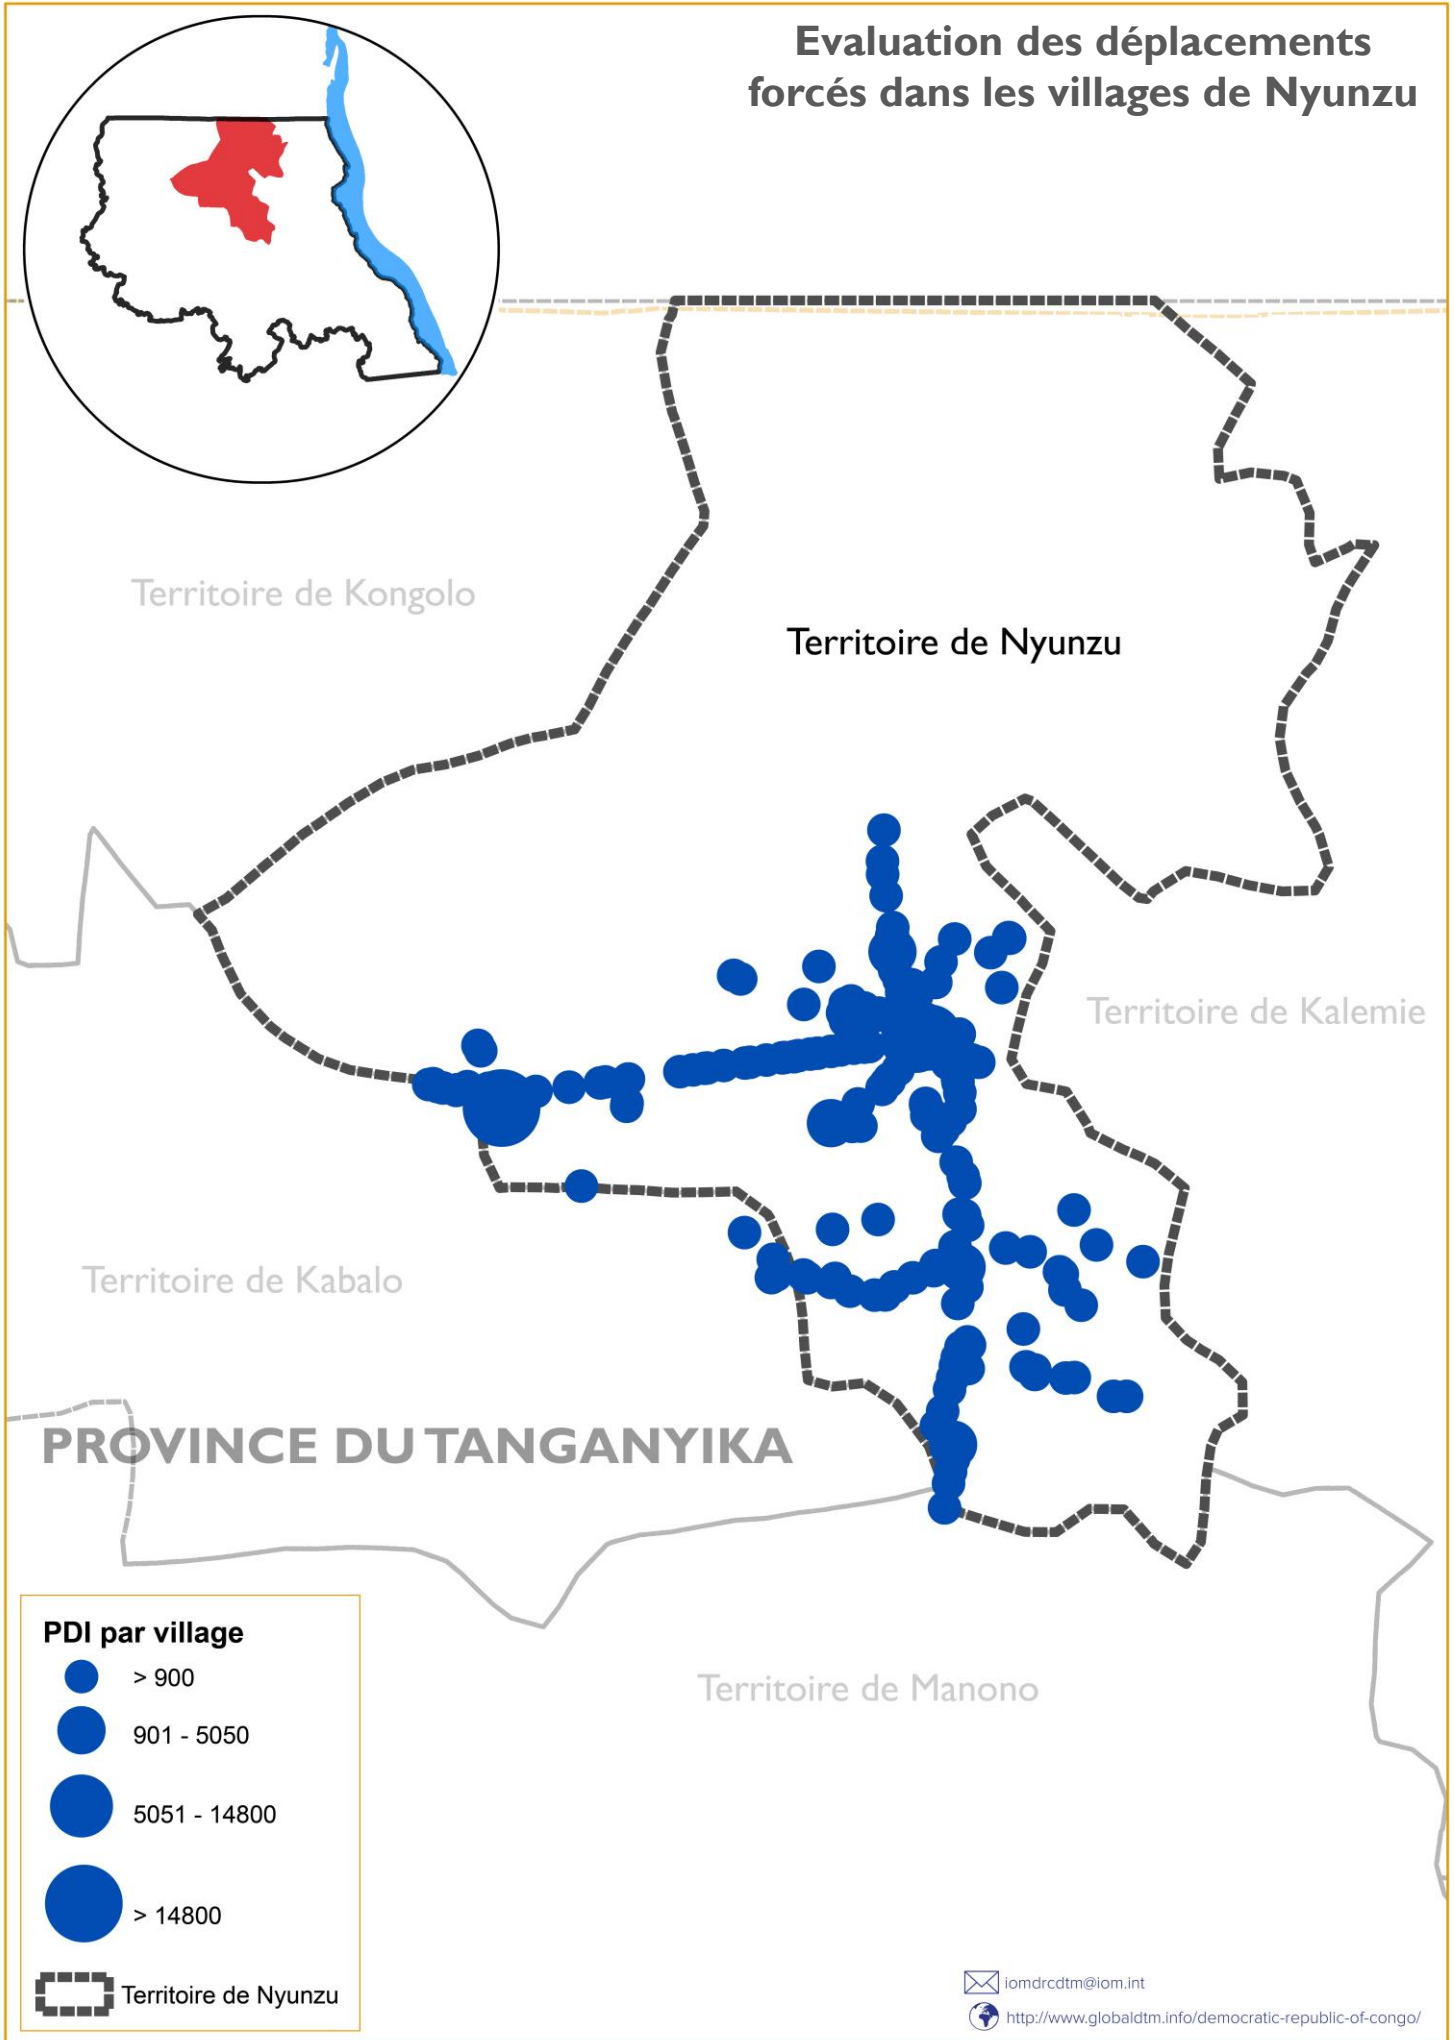 Evaluation des déplacements
forcés dans les villages de Nyunzu
Territoire de Kongolo
Territoire de Nyunzu
Territoire de Kalemie
Territoire de Kabalo
PROVINCE DU TANGANYIKA
Territoire de Manono
PDI par village
> 900
901 - 5050
5051 - 14800
> 14800
Territoire de Nyunzu
iomdrcdtm@iom.int
http://www.globaldtm.info/democratic-republic-of-congo/